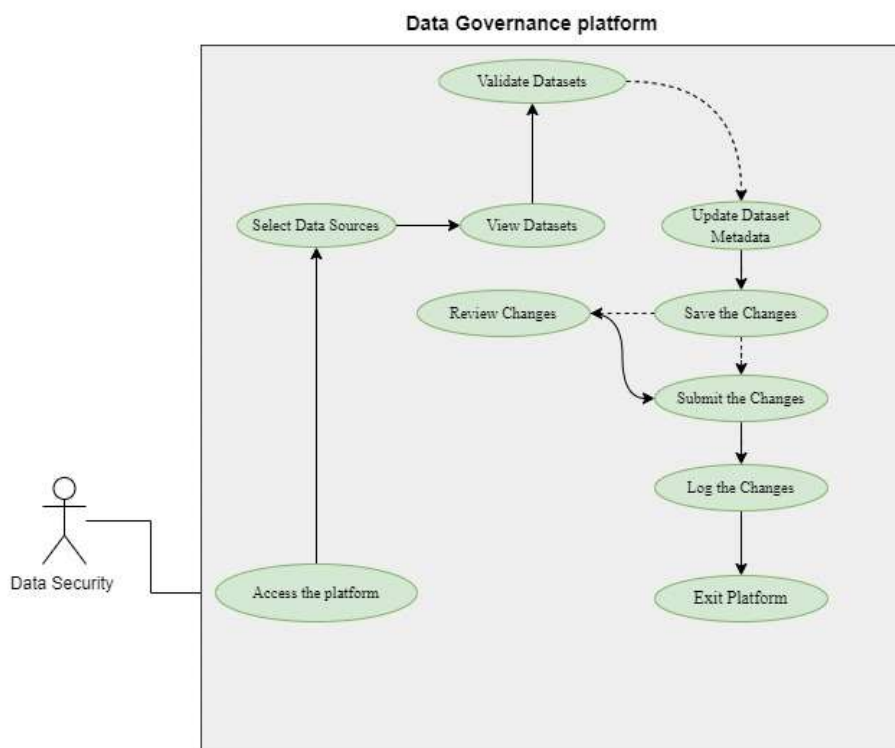 Data Governance platform
Validate Datasets
Select Data Sources
View Datasets
Update Dataset
Metadata
Review Changes
Save the Changes
Submit the Changes
Log the Changes
Data Security
Access the platform
Exit Platform